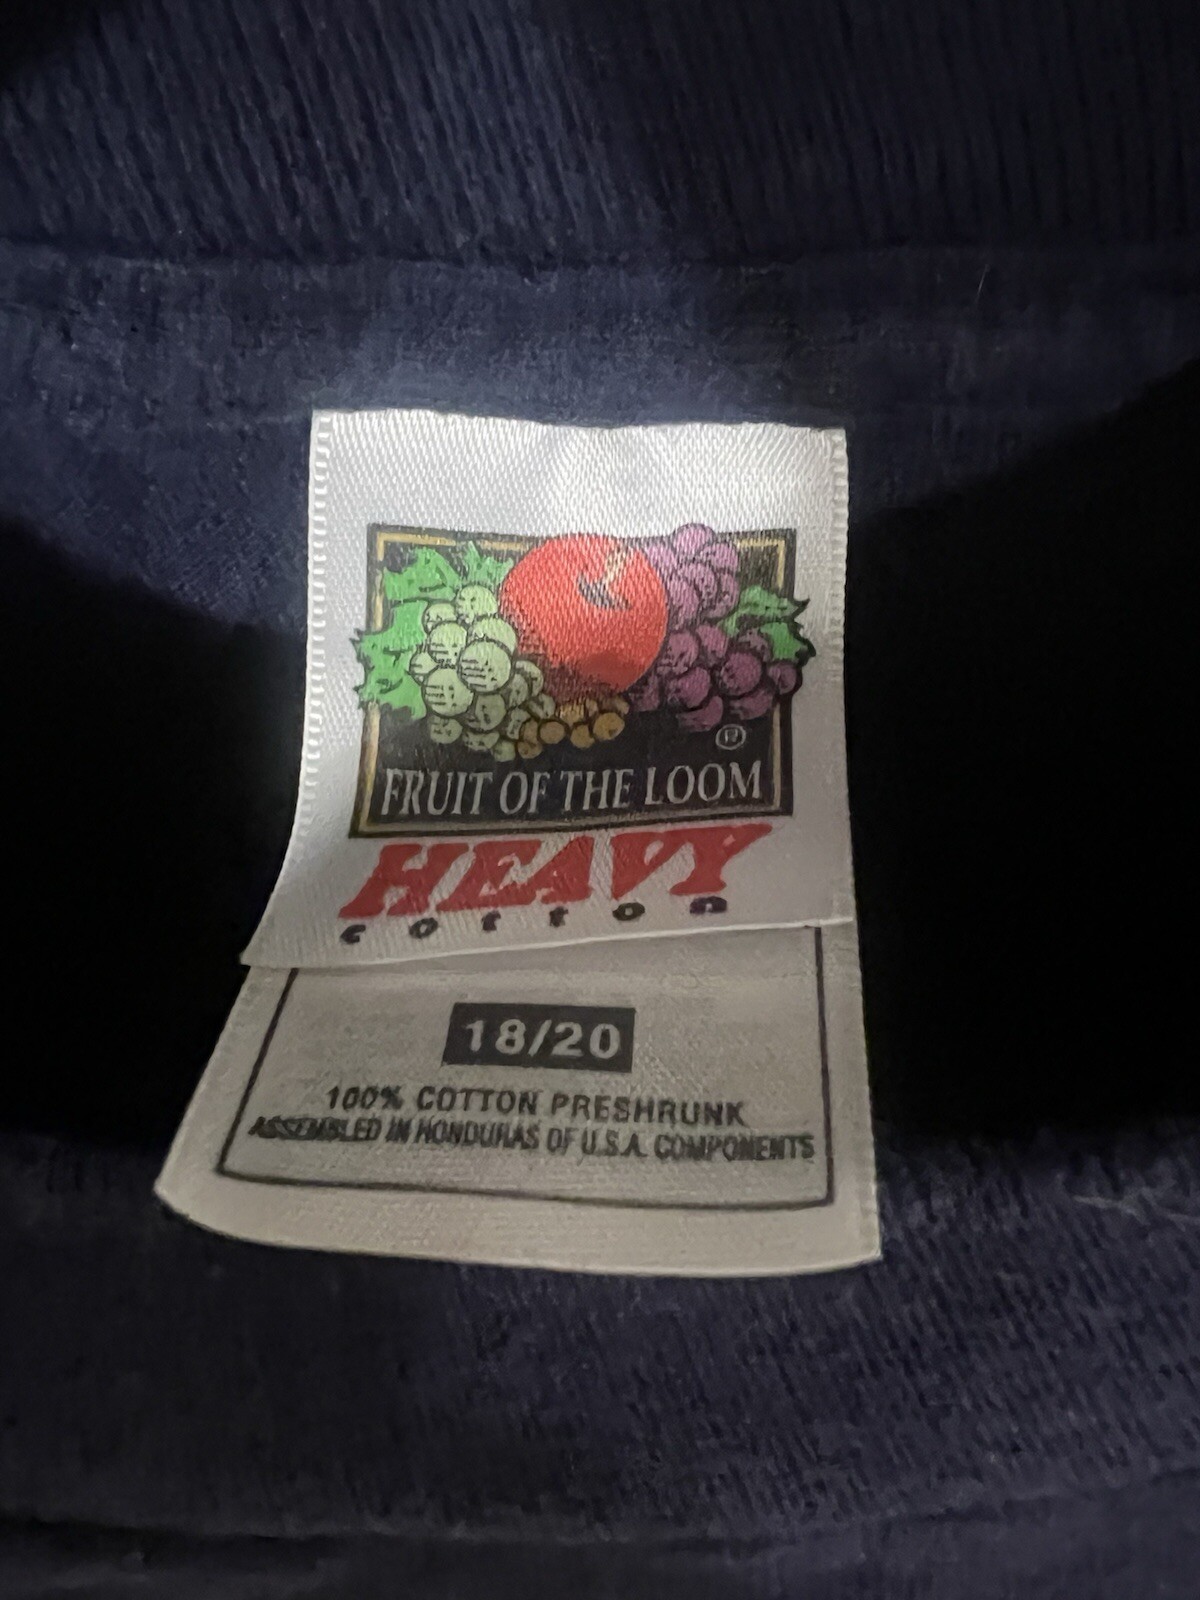 ®
FRUIT OF THE LOOM
HEAVY
cotton
18/20
100% COTTON PRESHRUNK
ASSEMBLED IN HONDURAS OF U.S.A. COMPONENTS